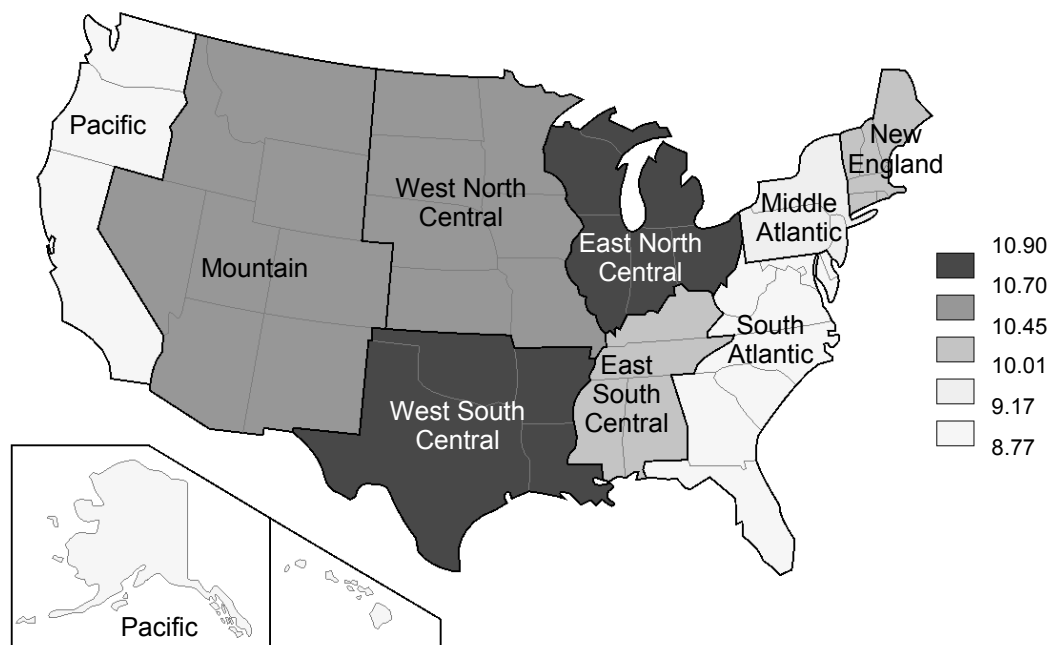 Pacific
Mountain
West North
Central
West South
Central
East North
Central
East
South
Central
South
Atlantic
Middle
Atlantic
New
England
Pacific
10.90
10.70
10.45
10.01
9.17
8.77